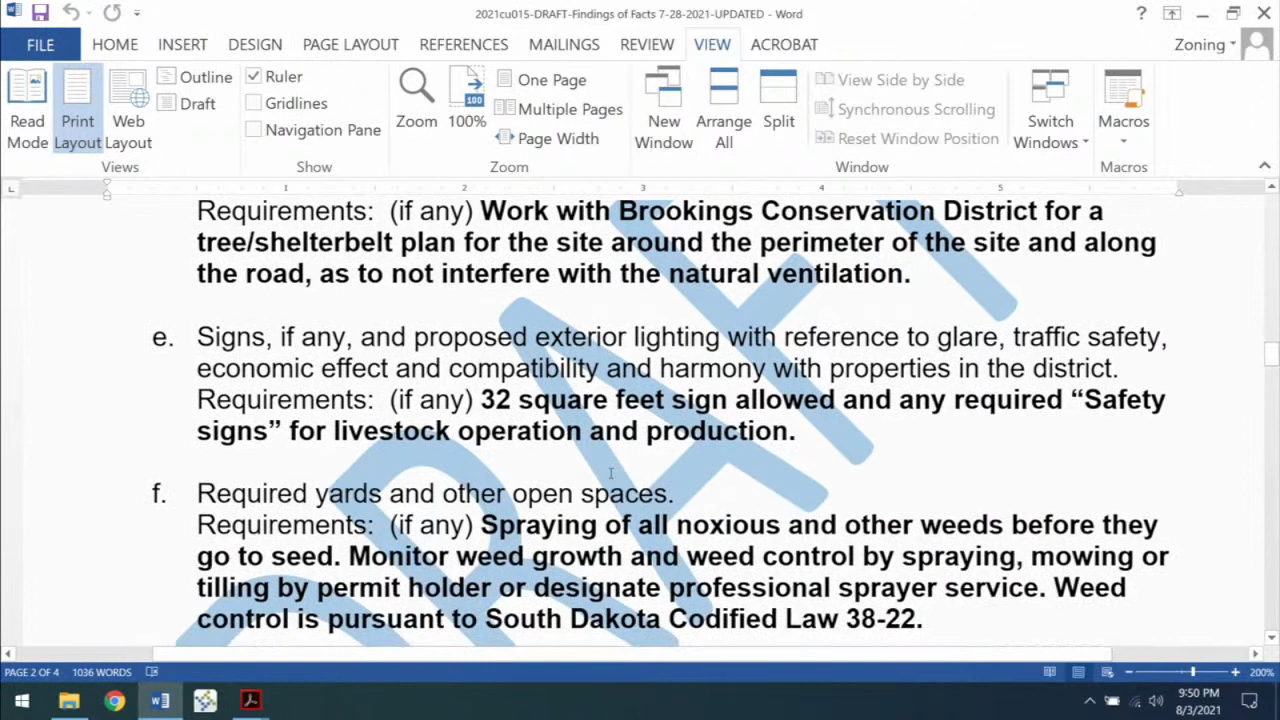 2021cu015-DRAFT-Findings of Facts 7-28-2021-UPDATED - Word
FILE HOME INSERT DESIGN PAGE LAYOUT REFERENCES MAILINGS REVIEW VIEW ACROBAT Zoning
Read Mode
Print Layout
Web Layout
Outline
Draft
Views
Ruler
Gridlines
Navigation Pane
Show
Zoom
100
100%
One Page
Multiple Pages
Page Width
Zoom
New Window
Arrange All
Split
View Side by Side
Synchronous Scrolling
Reset Window Position
Window
Switch Windows
Macros
Macros
1 2 3 4 5
Requirements: (if any) Work with Brookings Conservation District for a
tree/shelterbelt plan for the site around the perimeter of the site and along
the road, as to not interfere with the natural ventilation.
e. Signs, if any, and proposed exterior lighting with reference to glare, traffic safety,
economic effect and compatibility and harmony with properties in the district.
Requirements: (if any) 32 square feet sign allowed and any required “Safety
signs” for livestock operation and production.
f. Required yards and other open spaces.
Requirements: (if any) Spraying of all noxious and other weeds before they
go to seed. Monitor weed growth and weed control by spraying, mowing or
tilling by permit holder or designate professional sprayer service. Weed
control is pursuant to South Dakota Codified Law 38-22.
DRAFT
PAGE 2 OF 4 1036 WORDS 200%
9:50 PM
8/3/2021